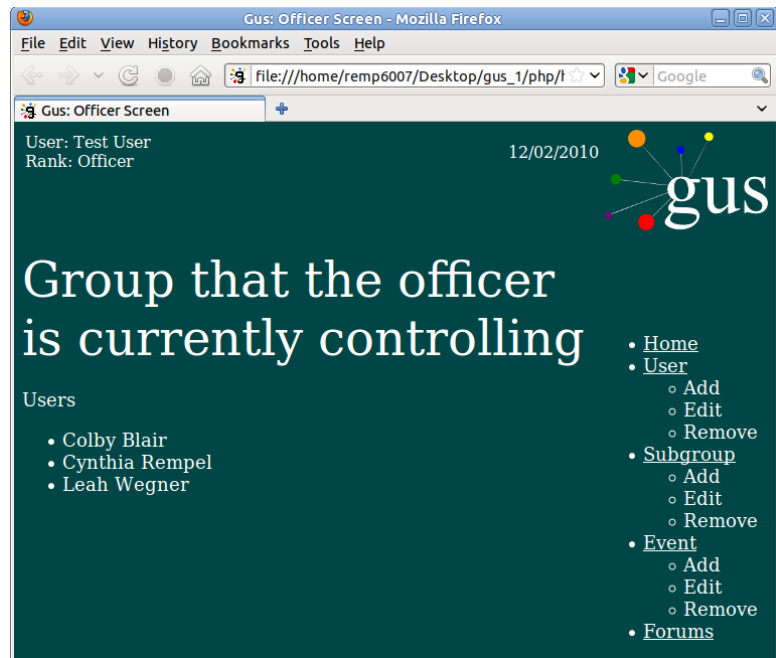 Gus: Officer Screen - Mozilla Firefox
File Edit View History Bookmarks Tools Help
file:///home/remp6007/Desktop/gus_1/php/h
Google
Gus: Officer Screen
User: Test User
Rank: Officer
12/02/2010
gus
Group that the officer
is currently controlling
Users
• Colby Blair
• Cynthia Rempel
• Leah Wegner
• Home
• User
◦ Add
◦ Edit
◦ Remove
• Subgroup
◦ Add
◦ Edit
◦ Remove
• Event
◦ Add
◦ Edit
◦ Remove
• Forums